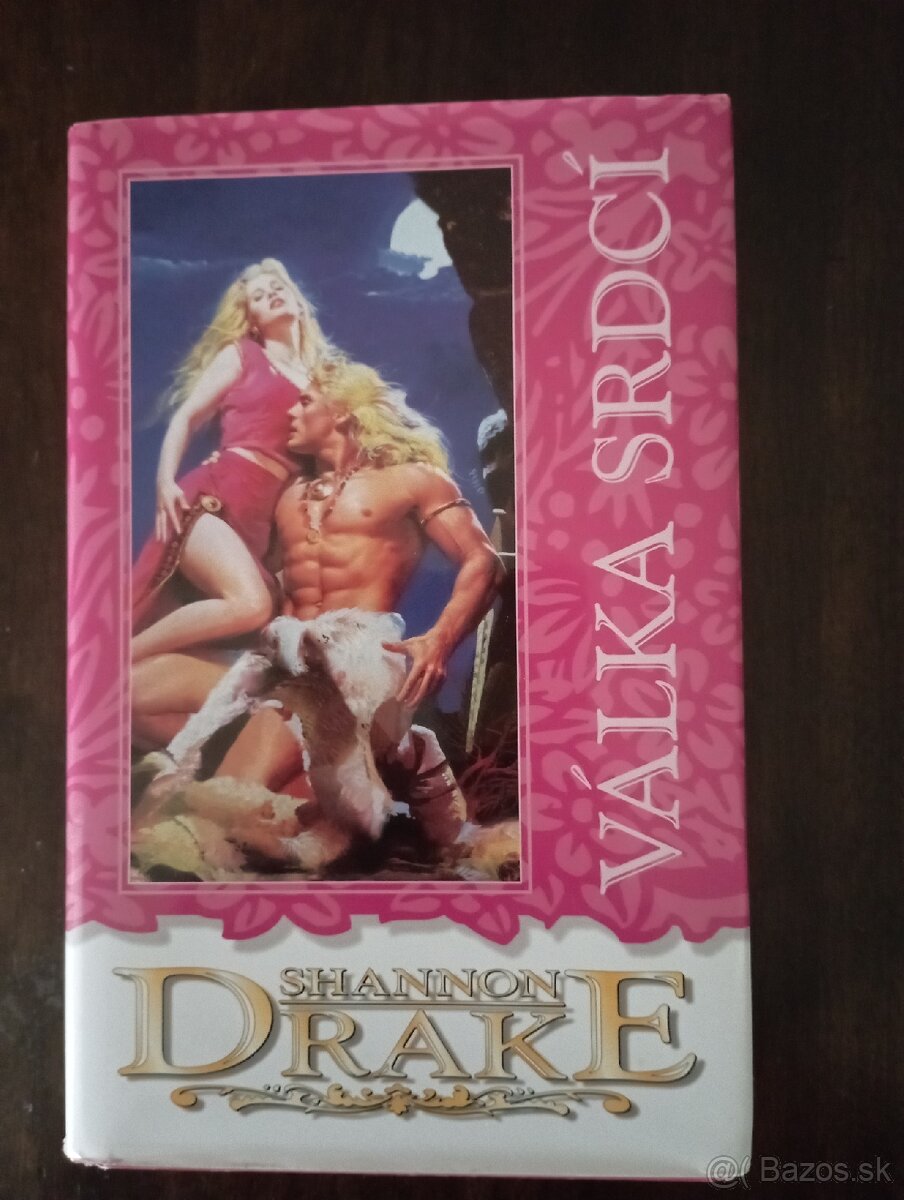 VÁLKA SRDCÍ
SHANNON
DRAKE
@ Bazos.sk